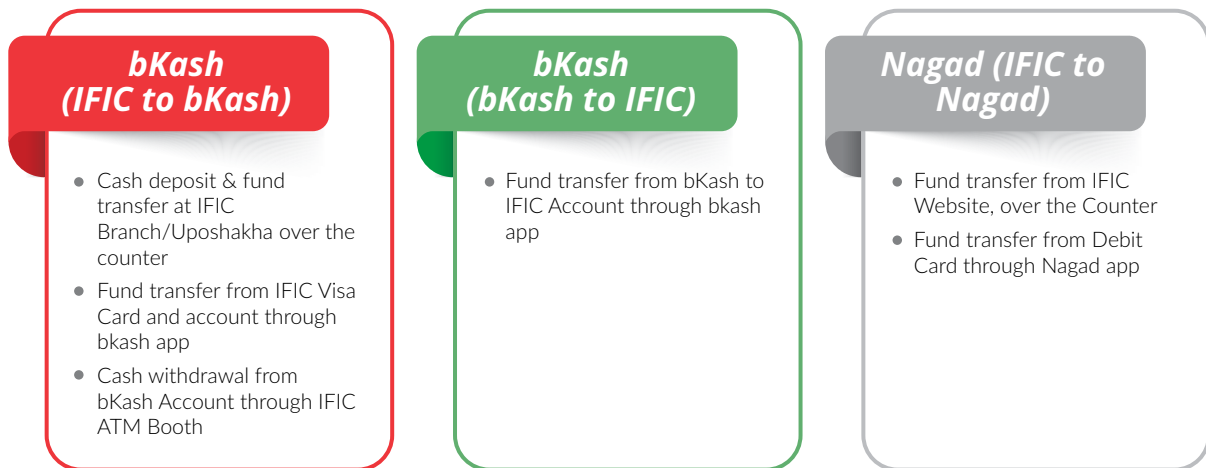 bKash
(IFIC to bKash)
• Cash deposit & fund
transfer at IFIC
Branch/Uposhakha over the
counter
• Fund transfer from IFIC Visa
Card and account through
bkash app
• Cash withdrawal from
bKash Account through IFIC
ATM Booth
bKash
(bKash to IFIC)
• Fund transfer from bKash to
IFIC Account through bkash
app
Nagad (IFIC to
Nagad)
• Fund transfer from IFIC
Website, over the Counter
• Fund transfer from Debit
Card through Nagad app